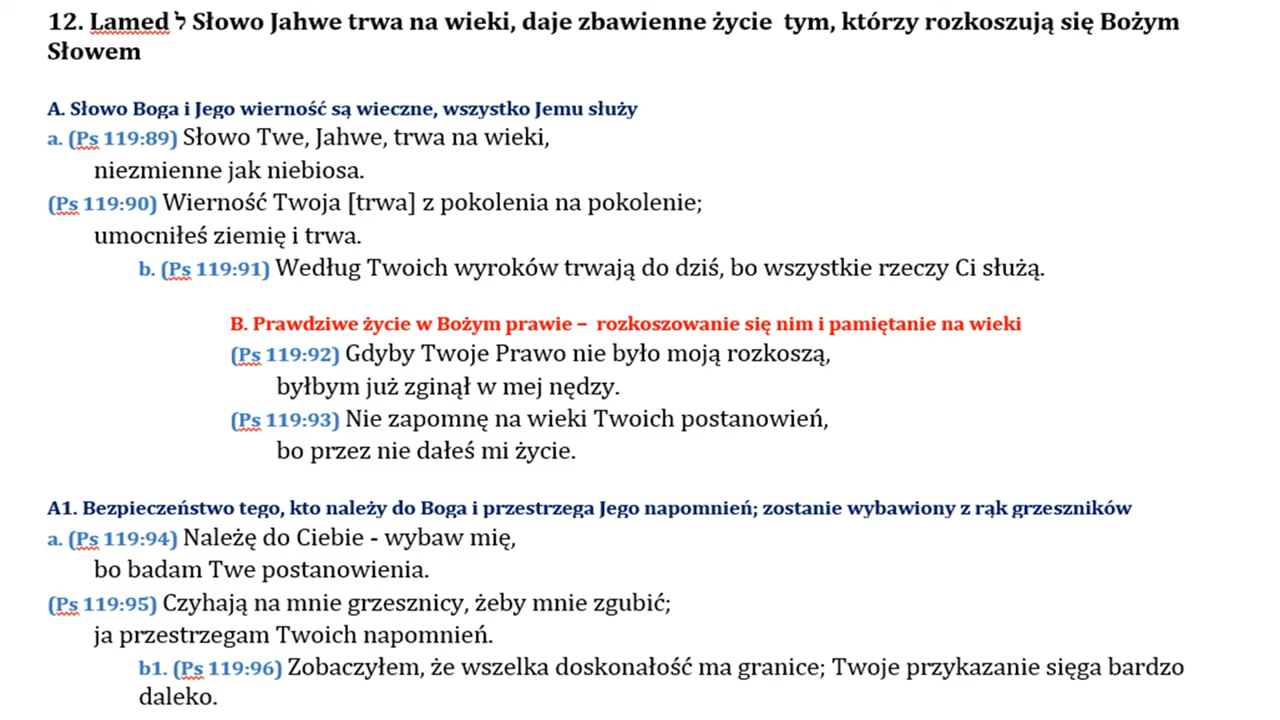 12. Lamed ל Słowo Jahwe trwa na wieki, daje zbawienne życie tym, którzy rozkoszują się Bożym
Słowem
A. Słowo Boga i Jego wierność są wieczne, wszystko Jemu służy
a. (Ps 119:89) Słowo Twe, Jahwe, trwa na wieki,
niezmienne jak niebiosa.
(Ps 119:90) Wierność Twoja [trwa] z pokolenia na pokolenie;
umocniłeś ziemię i trwa.
b. (Ps 119:91) Według Twoich wyroków trwają do dziś, bo wszystkie rzeczy Ci służą.
B. Prawdziwe życie w Bożym prawie – rozkoszowanie się nim i pamiętanie na wieki
(Ps 119:92) Gdyby Twoje Prawo nie było moją rozkoszą,
byłbym już zginął w mej nędzy.
(Ps 119:93) Nie zapomnę na wieki Twoich postanowień,
bo przez nie dałeś mi życie.
A1. Bezpieczeństwo tego, kto należy do Boga i przestrzega Jego napomnień; zostanie wybawiony z rąk grzeszników
a. (Ps 119:94) Należę do Ciebie - wybaw mię,
bo badam Twe postanowienia.
(Ps 119:95) Czyhają na mnie grzesznicy, żeby mnie zgubić;
ja przestrzegam Twoich napomnień.
b1. (Ps 119:96) Zobaczyłem, że wszelka doskonałość ma granice; Twoje przykazanie sięga bardzo
daleko.